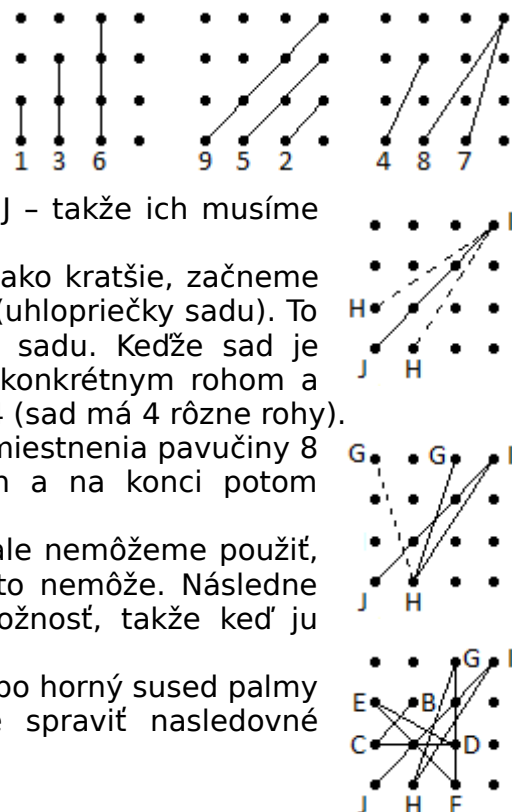 1 3 6 9 5 2 4 8 7
J – takže ich musíme
ako kratšie, začneme
(uhlopriečky sadu). To
sadu. Keďže sad je
konkrétnym rohom a
(sad má 4 rôzne rohy).
miestnenia pavučiny 8
a na konci potom
ale nemôžeme použiť,
to nemôže. Následne
ožnosť, takže keď ju
bo horný sused palmy
spraviť nasledovné
H
J H
G G
J H
G
E B
C D
J H F